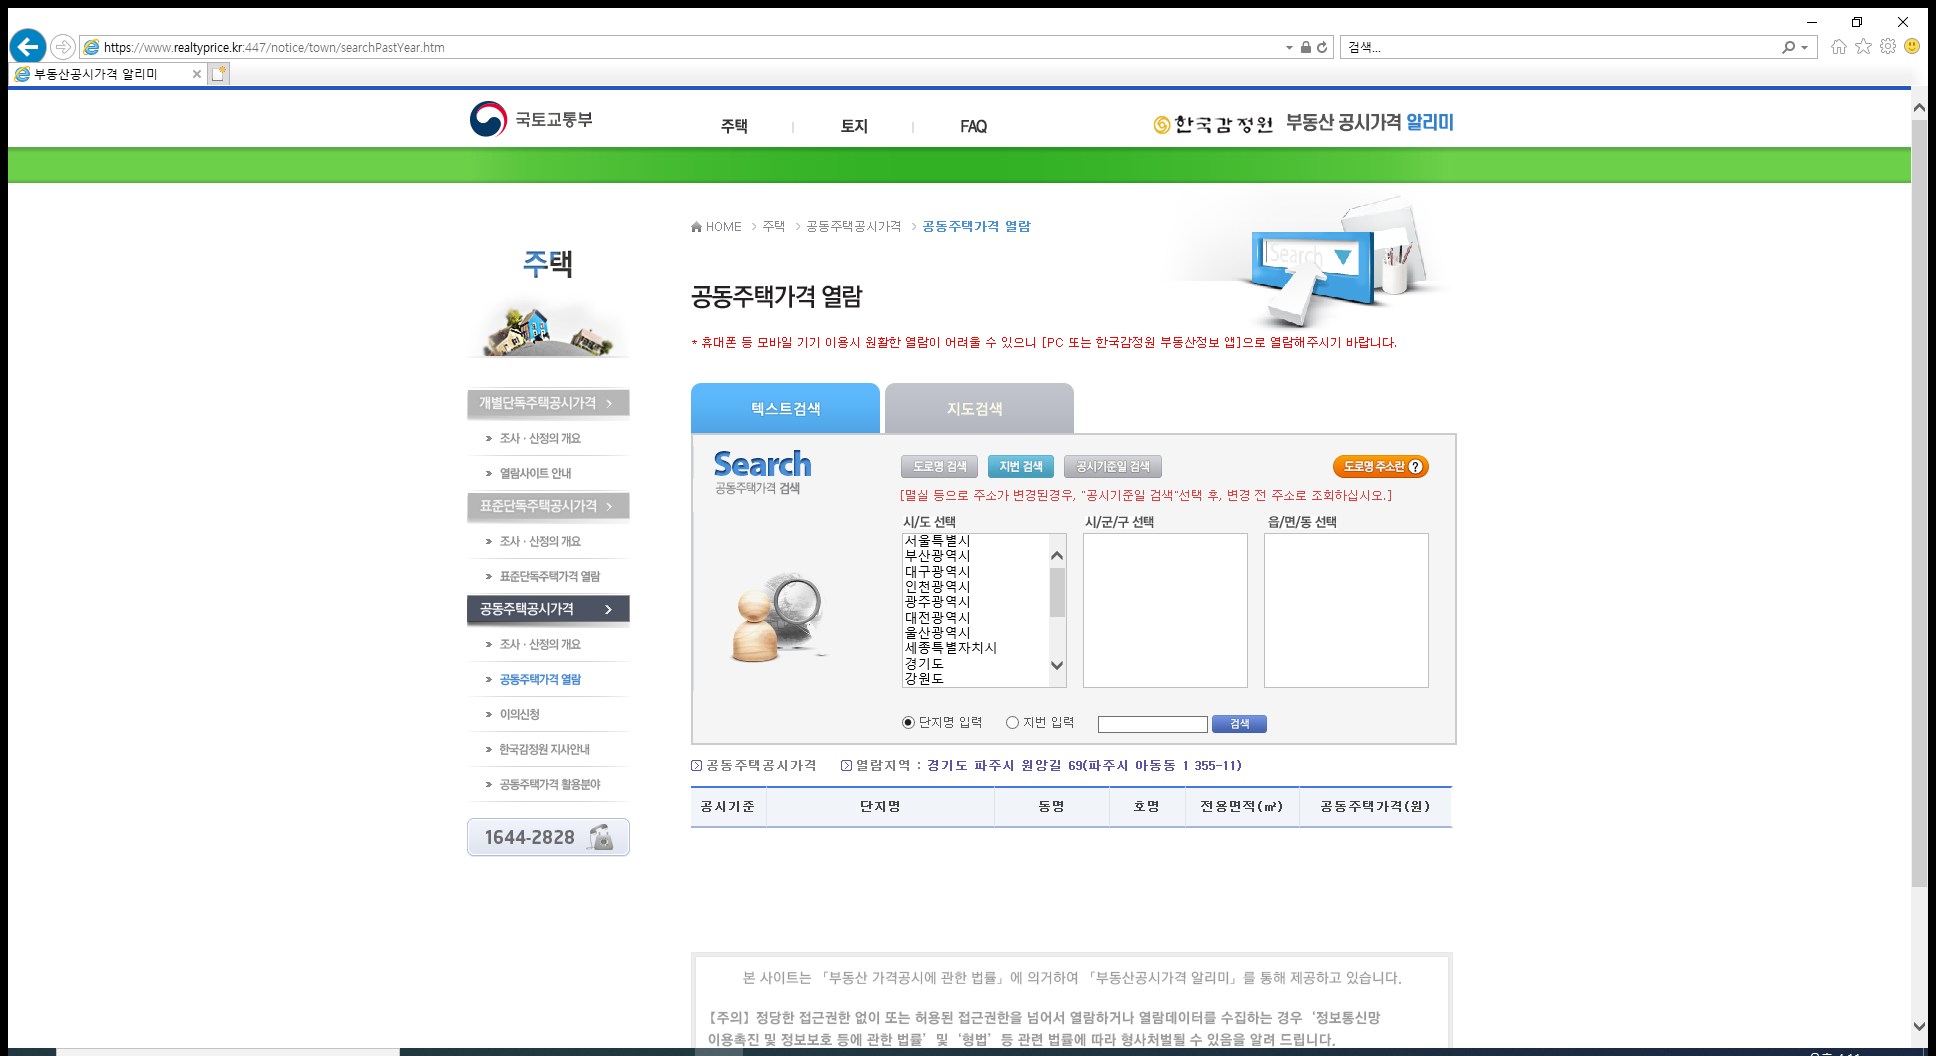 https://www.realtyprice.kr:447/notice/town/searchPastYear.htm
검색...
부동산공시가격 알리미
국토교통부
주택
토지
FAQ
한국감정원 부동산 공시가격 알리미
HOME > 주택 > 공동주택공시가격 > 공동주택가격 열람
주택
Search
공동주택가격 열람
* 휴대폰 등 모바일 기기 이용시 원활한 열람이 어려울 수 있으니 [PC 또는 한국감정원 부동산정보 앱]으로 열람해주시기 바랍니다.
개별단독주택공시가격 >
» 조사 · 산정의 개요
» 열람사이트 안내
표준단독주택공시가격 >
» 조사 · 산정의 개요
» 표준단독주택가격 열람
공동주택공시가격 >
» 조사 · 산정의 개요
» 공동주택가격 열람
» 이의신청
» 한국감정원 지사안내
» 공동주택가격 활용분야
1644-2828
텍스트검색
지도검색
Search
공동주택가격 검색
도로명 검색
지번 검색
공시기준일 검색
도로명 주소란 ?
[멸실 등으로 주소가 변경된경우, "공시기준일 검색"선택 후, 변경 전 주소로 조회하십시오.]
시/도 선택
시/군/구 선택
읍/면/동 선택
서울특별시
부산광역시
대구광역시
인천광역시
광주광역시
대전광역시
울산광역시
세종특별자치시
경기도
강원도
단지명 입력
지번 입력
검색
공동주택공시가격
열람지역 : 경기도 파주시 원앙길 69(파주시 아동동 1 355-11)
공시기준
단지명
동명
호명
전용면적(㎡)
공동주택가격(원)
본 사이트는 「부동산 가격공시에 관한 법률」에 의거하여 「부동산공시가격 알리미」를 통해 제공하고 있습니다.
【주의】 정당한 접근권한 없이 또는 허용된 접근권한을 넘어서 열람하거나 열람데이터를 수집하는 경우 ‘정보통신망
이용촉진 및 정보보호 등에 관한 법률’ 및 ‘형법’ 등 관련 법률에 따라 형사처벌될 수 있음을 알려 드립니다.